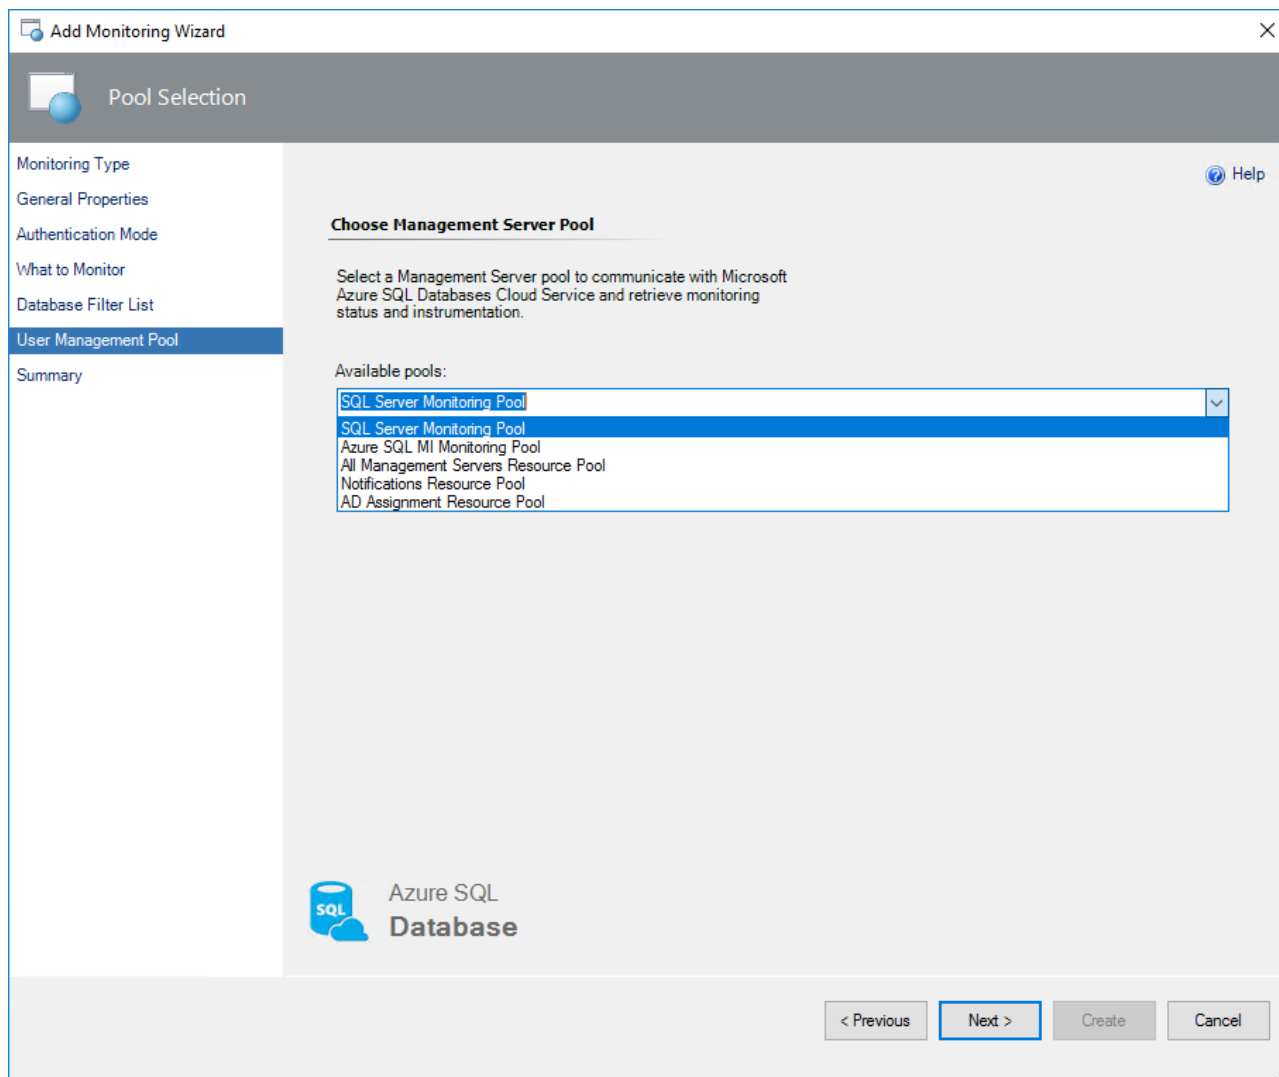 Add Monitoring Wizard
Pool Selection
Monitoring Type
General Properties
Authentication Mode
What to Monitor
Database Filter List
User Management Pool
Summary
Help
Choose Management Server Pool
Select a Management Server pool to communicate with Microsoft
Azure SQL Databases Cloud Service and retrieve monitoring
status and instrumentation.
Available pools:
SQL Server Monitoring Pool
SQL Server Monitoring Pool
Azure SQL MI Monitoring Pool
All Management Servers Resource Pool
Notifications Resource Pool
AD Assignment Resource Pool
SQL
Azure SQL
Database
< Previous
Next >
Create
Cancel